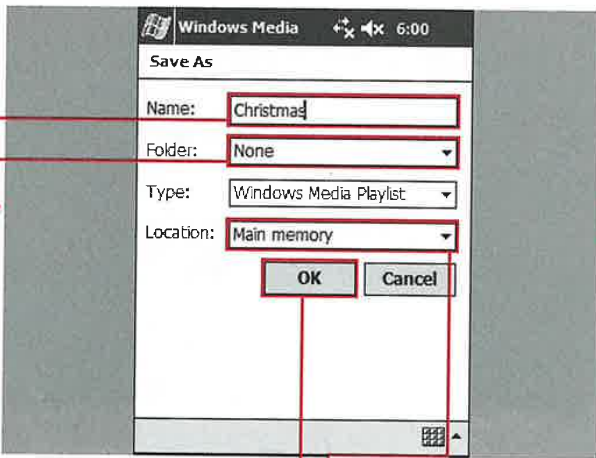 Windows Media 6:00
Save As
Name: Christmas
Folder: None
Type: Windows Media Playlist
Location: Main memory
OK Cancel